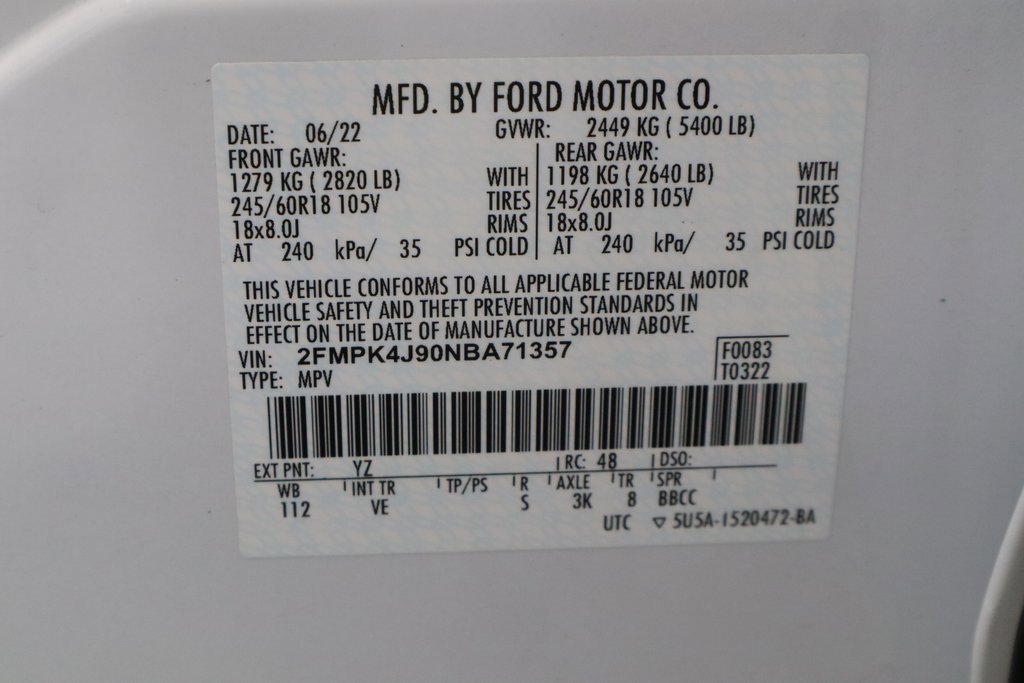 MFD. BY FORD MOTOR CO.
DATE: 06/22 GVWR: 2449 KG ( 5400 LB)
FRONT GAWR: REAR GAWR:
1279 KG ( 2820 LB) WITH 1198 KG ( 2640 LB) WITH
245/60R18 105V TIRES 245/60R18 105V TIRES
18x8.0J RIMS 18x8.0J RIMS
AT 240 kPa/ 35 PSI COLD AT 240 kPa/ 35 PSI COLD
THIS VEHICLE CONFORMS TO ALL APPLICABLE FEDERAL MOTOR
VEHICLE SAFETY AND THEFT PREVENTION STANDARDS IN
EFFECT ON THE DATE OF MANUFACTURE SHOWN ABOVE.
VIN: 2FMPK4J90NBA71357 F0083
TYPE: MPV T0322
EXT PNT: YZ RC: 48 DSO:
WB INT TR TP/PS R AXLE TR SPR
112 VE S 3K 8 BBCC
UTC ▽ 5U5A-1520472-BA